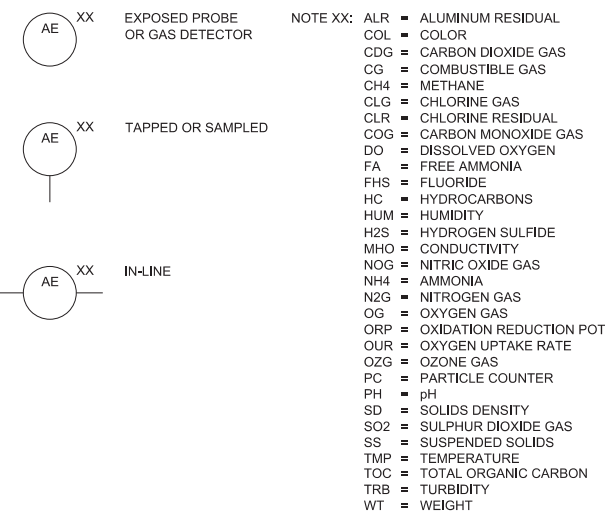 AE XX EXPOSED PROBE
OR GAS DETECTOR
AE XX TAPPED OR SAMPLED
AE XX IN-LINE
NOTE XX: ALR = ALUMINUM RESIDUAL
COL = COLOR
CDG = CARBON DIOXIDE GAS
CG = COMBUSTIBLE GAS
CH4 = METHANE
CLG = CHLORINE GAS
CLR = CHLORINE RESIDUAL
COG = CARBON MONOXIDE GAS
DO = DISSOLVED OXYGEN
FA = FREE AMMONIA
FHS = FLUORIDE
HC = HYDROCARBONS
HUM = HUMIDITY
H2S = HYDROGEN SULFIDE
MHO = CONDUCTIVITY
NOG = NITRIC OXIDE GAS
NH4 = AMMONIA
N2G = NITROGEN GAS
OG = OXYGEN GAS
ORP = OXIDATION REDUCTION POT
OUR = OXYGEN UPTAKE RATE
OZG = OZONE GAS
PC = PARTICLE COUNTER
PH = pH
SD = SOLIDS DENSITY
SO2 = SULPHUR DIOXIDE GAS
SS = SUSPENDED SOLIDS
TMP = TEMPERATURE
TOC = TOTAL ORGANIC CARBON
TRB = TURBIDITY
WT = WEIGHT